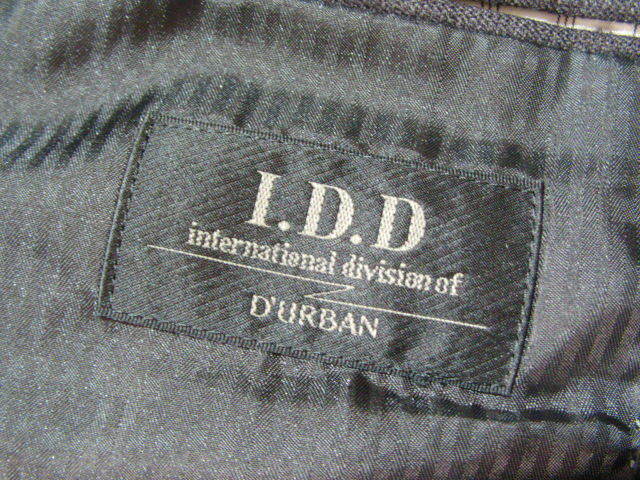 I.D.D
international division of
D'URBAN